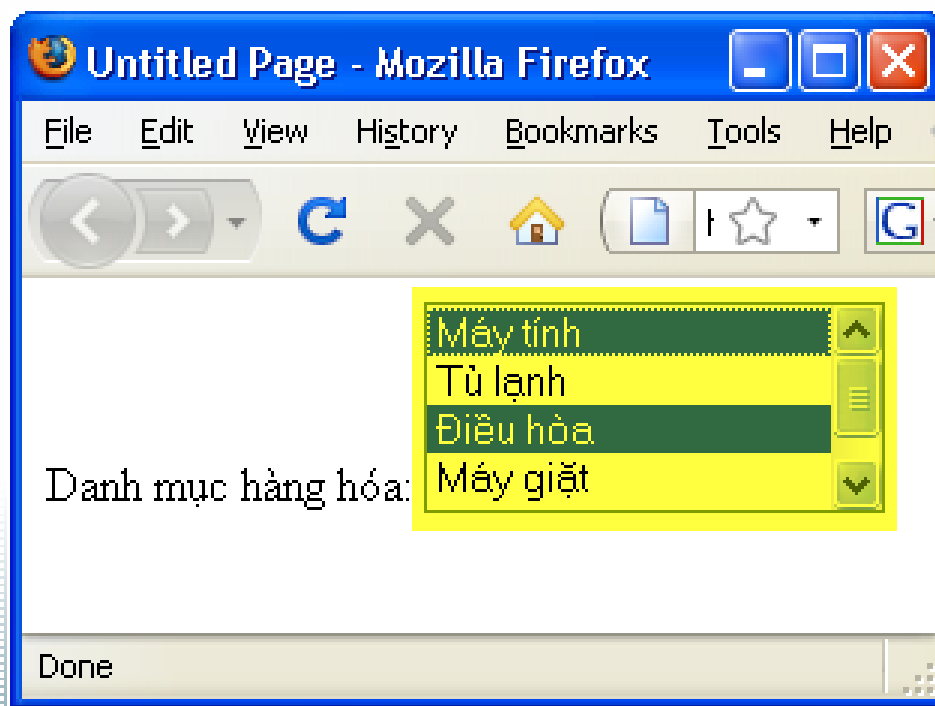 Untitled Page - Mozilla Firefox
File Edit View History Bookmarks Tools Help
G
Máy tính
Tủ lạnh
Điều hòa
Danh mục hàng hóa: Máy giặt
Done